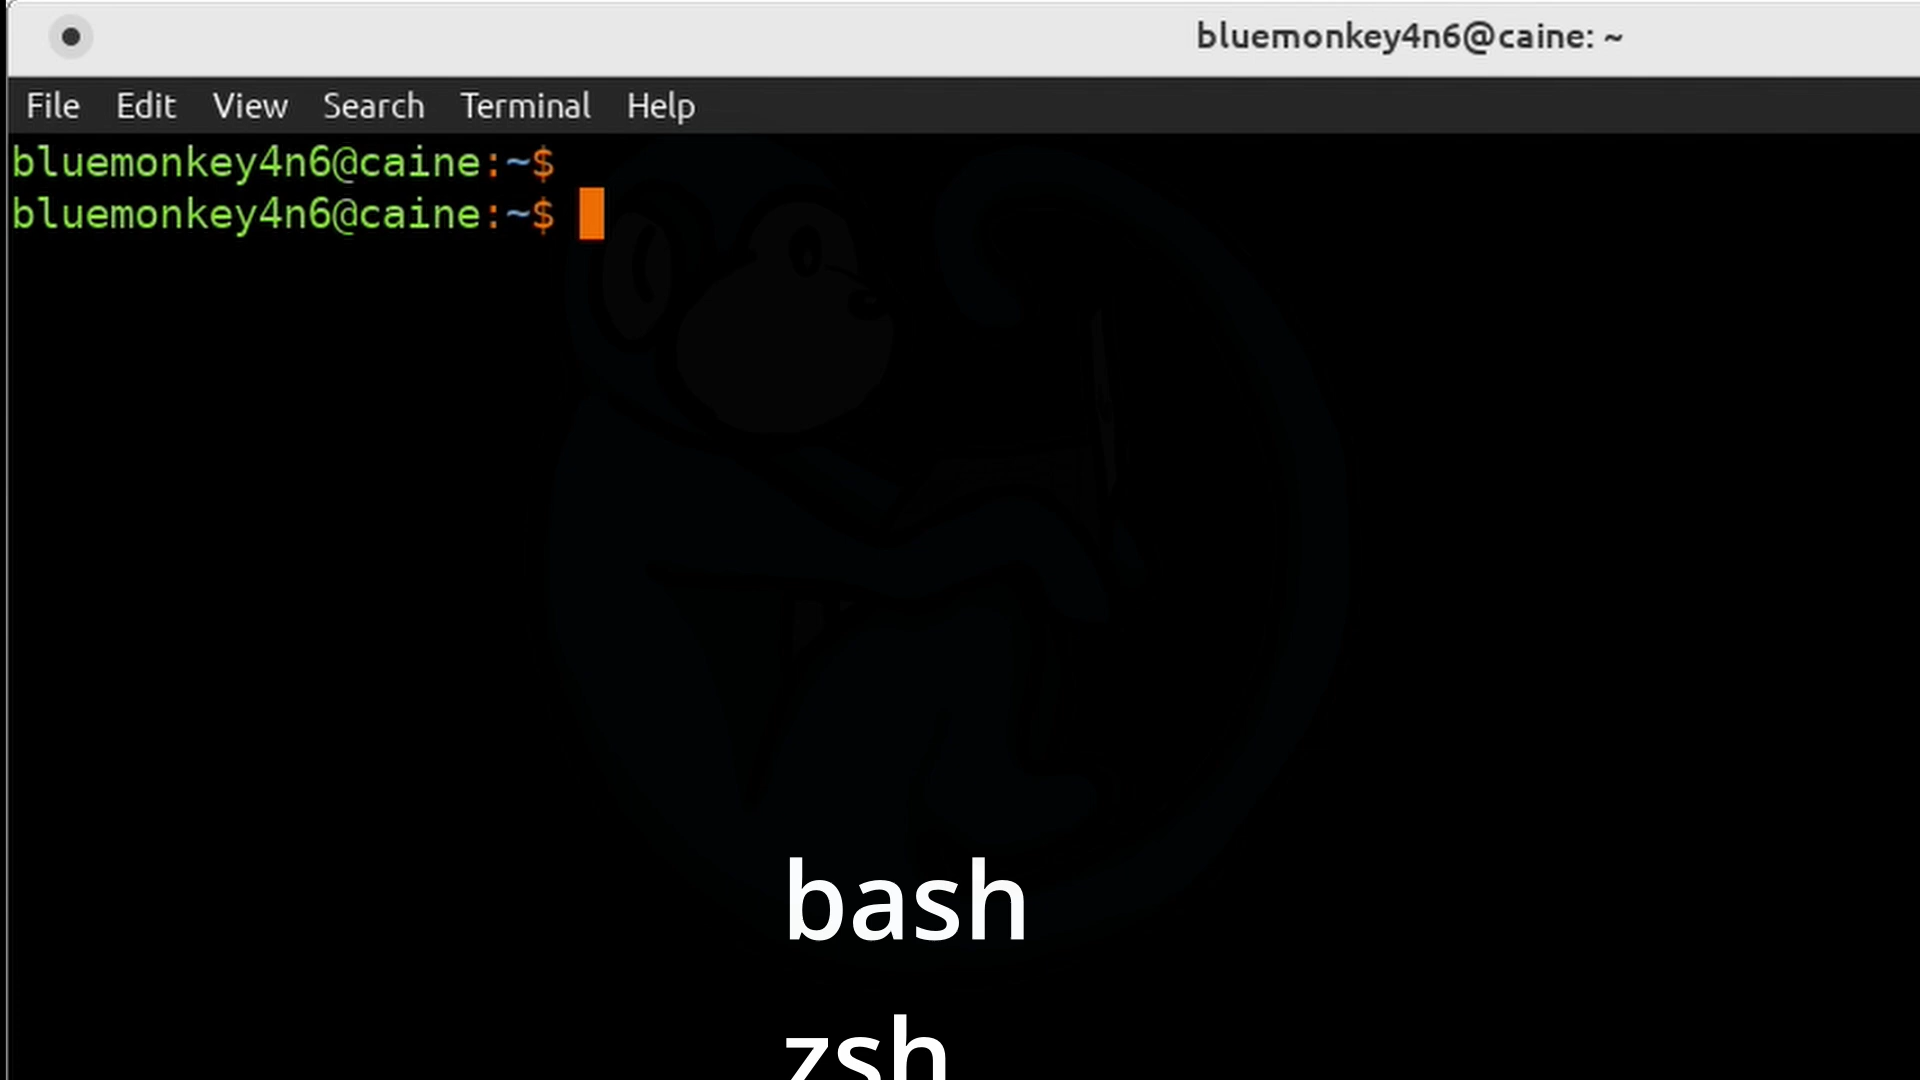 bluemonkey4n6@caine: ~
File Edit View Search Terminal Help
bluemonkey4n6@caine:~$
bluemonkey4n6@caine:~$
bash
zsh